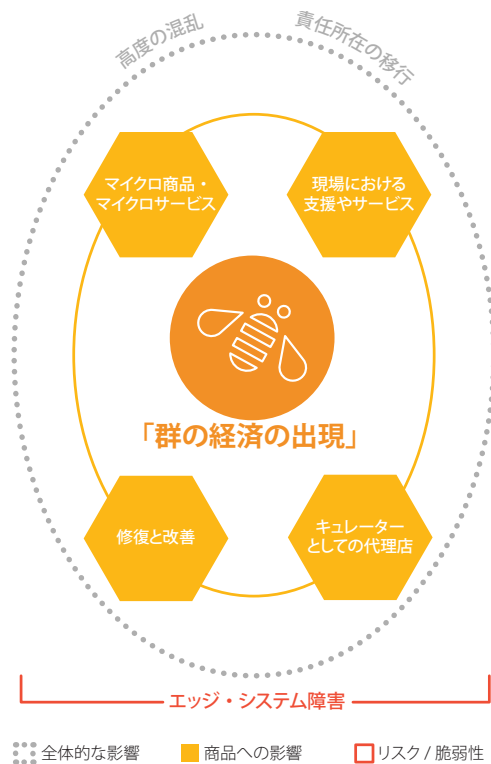 高度の混乱
責任所在の移行
マイクロ商品・
マイクロサービス
現場における
支援やサービス
「群の経済の出現」
修復と改善
キュレーター
としての代理店
エッジ・システム障害
全体的な影響
商品への影響
リスク / 脆弱性